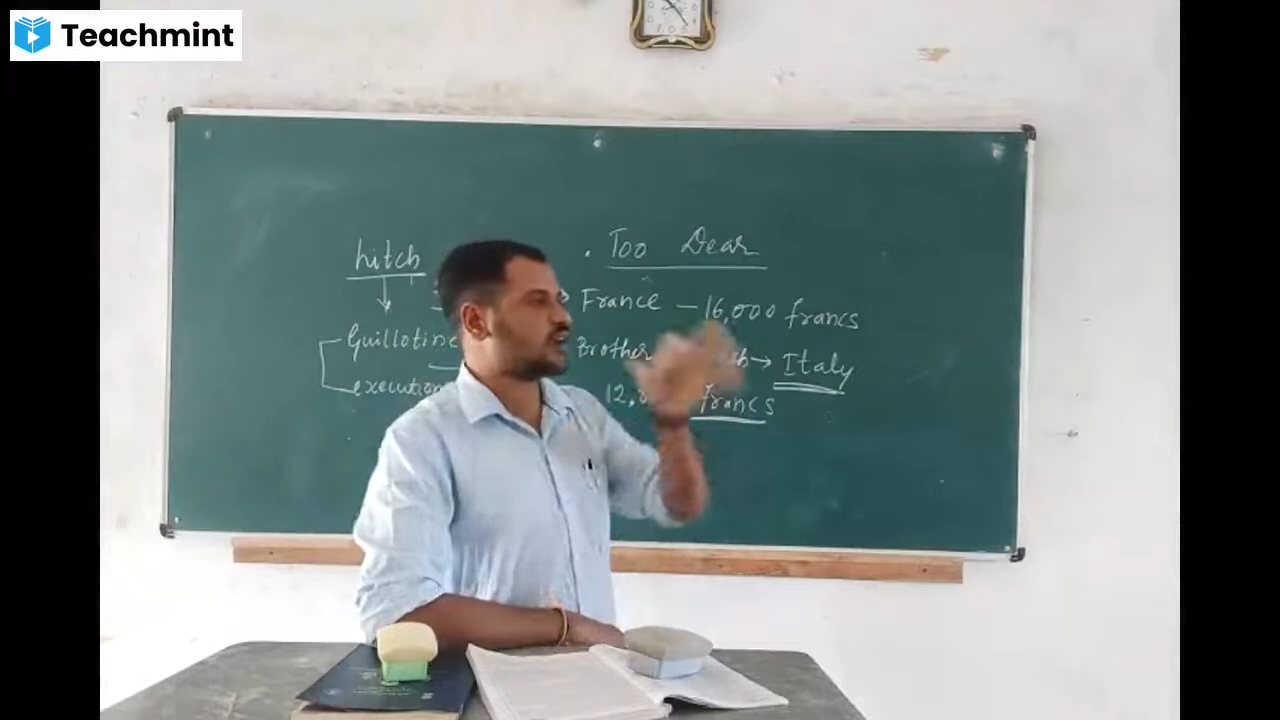 Teachmint
Too Dear
hitch
France – 16,000 francs
Guillotine
Brother → Italy
execution
francs